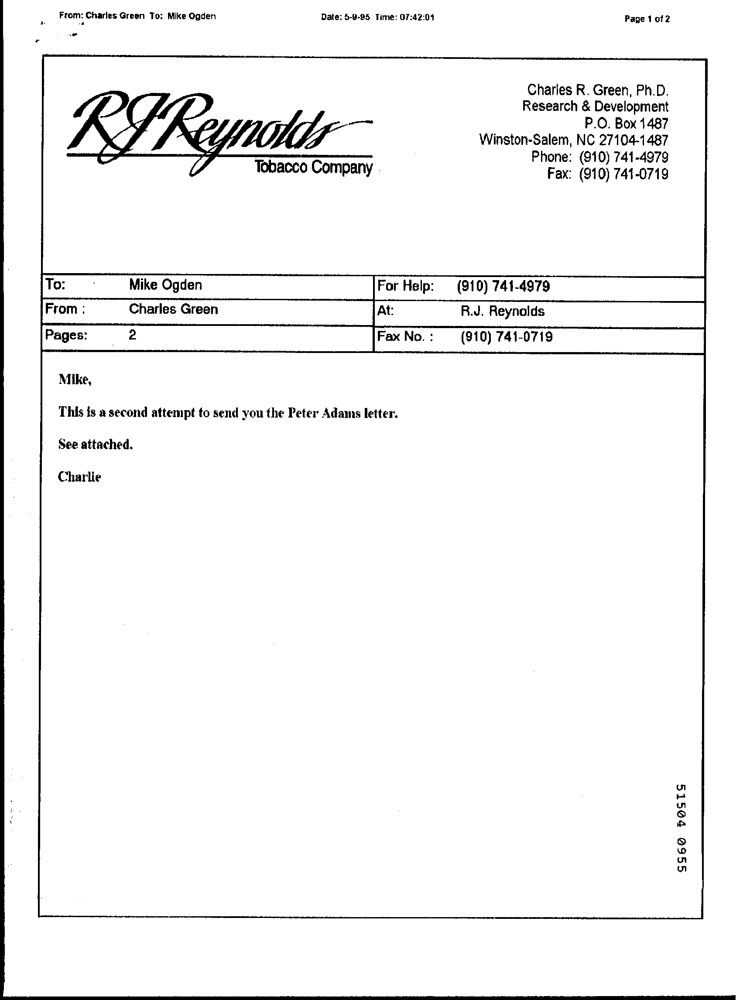 From: Charles Green To: Mike Ogden Date: 5-9-95 Time: 07:42:01 Page 1 of 2
RJReynolds
Tobacco Company
Charles R. Green, Ph.D.
Research & Development
P.O. Box 1487
Winston-Salem, NC 27104-1487
Phone: (910) 741-4979
Fax: (910) 741-0719
To: Mike Ogden For Help: (910) 741-4979
From : Charles Green At: R.J. Reynolds
Pages: 2 Fax No. : (910) 741-0719
Mike,
This is a second attempt to send you the Peter Adams letter.
See attached.
Charlie
51504 0955